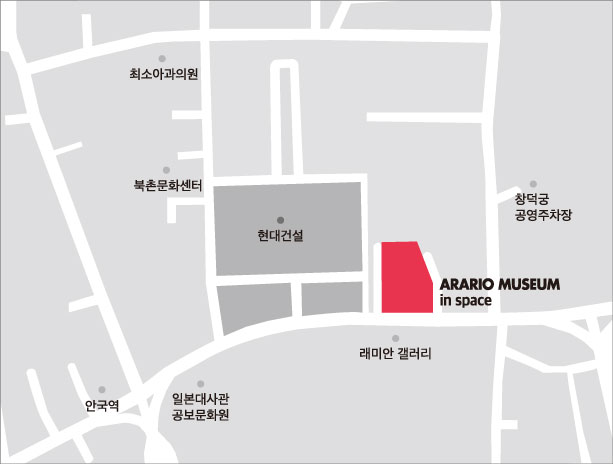 최소아과의원
북촌문화센터
창덕궁
공영주차장
현대건설
ARARIO MUSEUM
in space
래미안 갤러리
안국역
일본대사관
공보문화원